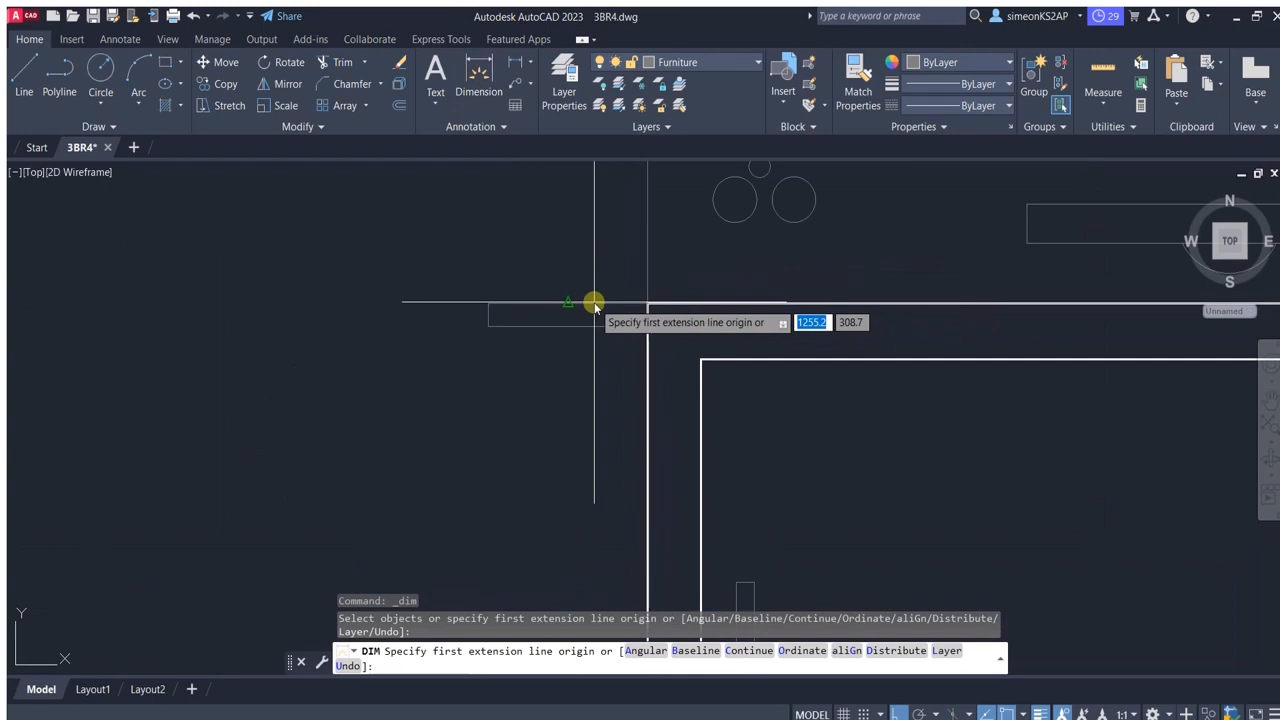 CAD
Share
Autodesk AutoCAD 2023 3BR4.dwg
Type a keyword or phrase
simeonKS2AP
29
Home Insert Annotate View Manage Output Add-ins Collaborate Express Tools Featured Apps
Line Polyline Circle Arc
Move Rotate Trim
Copy Mirror Chamfer
Stretch Scale Array
Text Dimension
Layer Properties
Furniture
Insert
Match Properties
ByLayer
ByLayer
ByLayer
Group
Measure
Paste
Base
Draw Modify Annotation Layers Block Properties Groups Utilities Clipboard View
Start 3BR4*
[−][Top][2D Wireframe]
N
W TOP E
S
Unnamed
Specify first extension line origin or 1255.2 308.7
Y
X
Command: _dim
Select objects or specify first extension line origin or [Angular/Baseline/Continue/Ordinate/aliGn/Distribute/
Layer/Undo]:
DIM Specify first extension line origin or [Angular Baseline Continue Ordinate aliGn Distribute Layer
Undo]:
Model Layout1 Layout2
MODEL 1:1